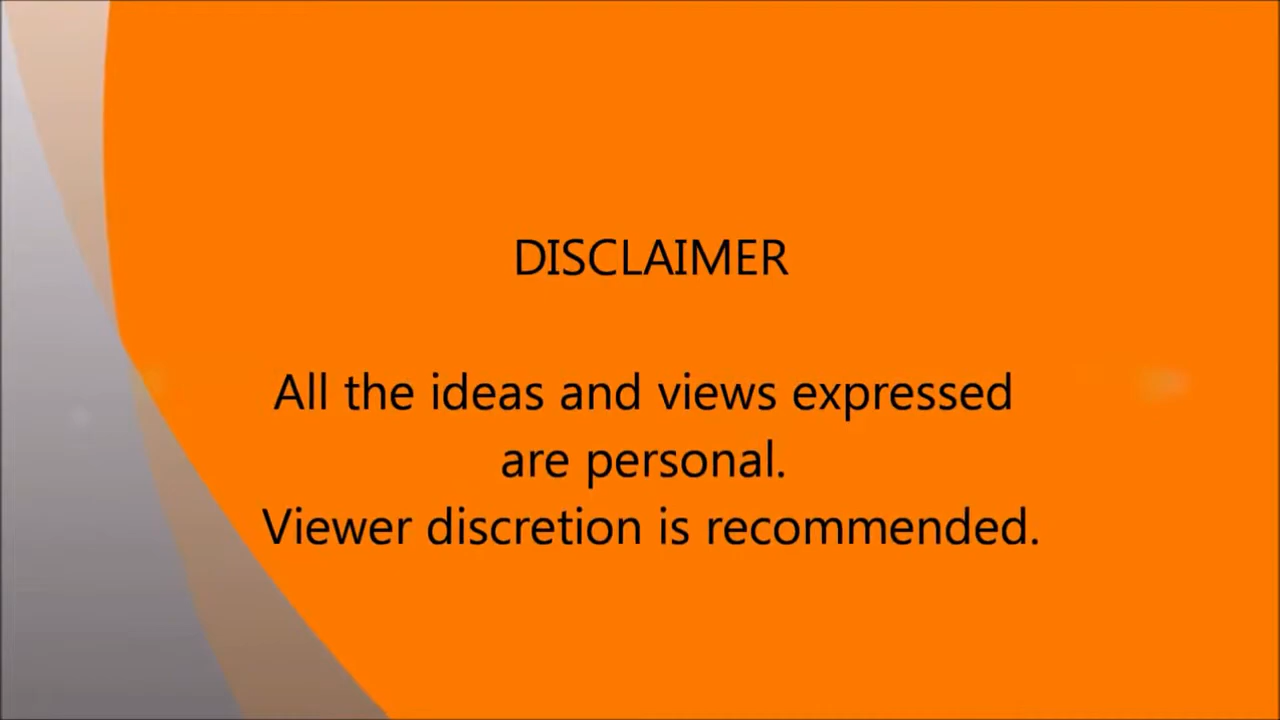 DISCLAIMER
All the ideas and views expressed
are personal.
Viewer discretion is recommended.